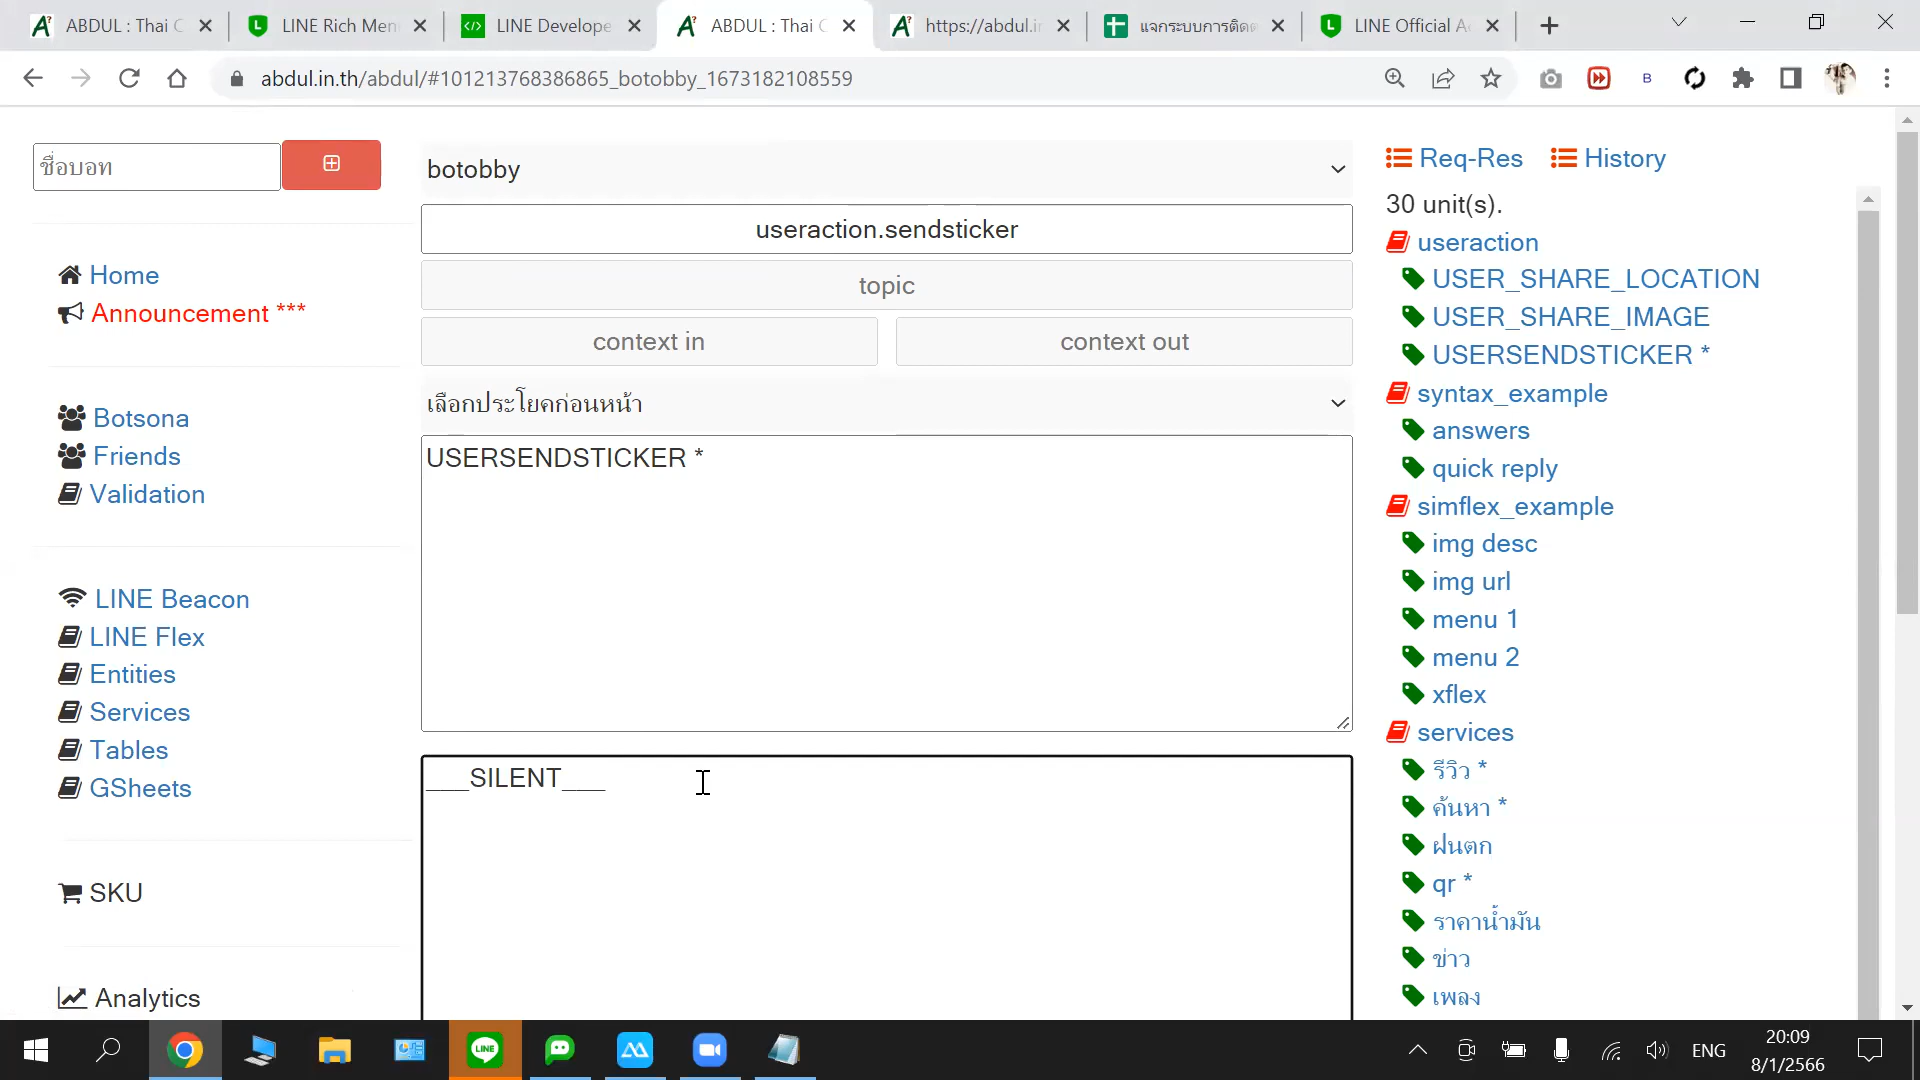 ABDUL : Thai C
LINE Rich Men
LINE Develope
ABDUL : Thai C
https://abdul.in
แจกระบบการติดต
LINE Official A
abdul.in.th/abdul/#101213768386865_botobby_1673182108559
B
ชื่อบอท
Home
Announcement ***
Botsona
Friends
Validation
LINE Beacon
LINE Flex
Entities
Services
Tables
GSheets
SKU
Analytics
botobby
useraction.sendsticker
topic
context in
context out
เลือกประโยคก่อนหน้า
USERSENDSTICKER *
___SILENT___
Req-Res
History
30 unit(s).
useraction
USER_SHARE_LOCATION
USER_SHARE_IMAGE
USERSENDSTICKER *
syntax_example
answers
quick reply
simflex_example
img desc
img url
menu 1
menu 2
xflex
services
รีวิว *
ค้นหา *
ฝนตก
qr *
ราคาน้ำมัน
ข่าว
เพลง
LINE
ENG
20:09
8/1/2566